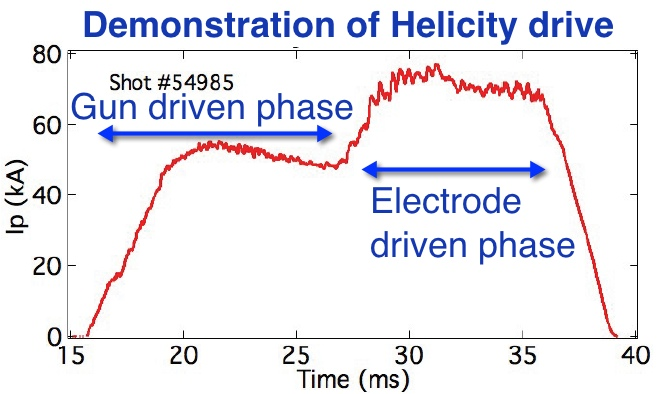 Demonstration of Helicity drive
80
Shot #54985
Gun driven phase
60
Ip (kA)
40
Electrode
driven phase
20
0
15 20 25 30 35 40
Time (ms)